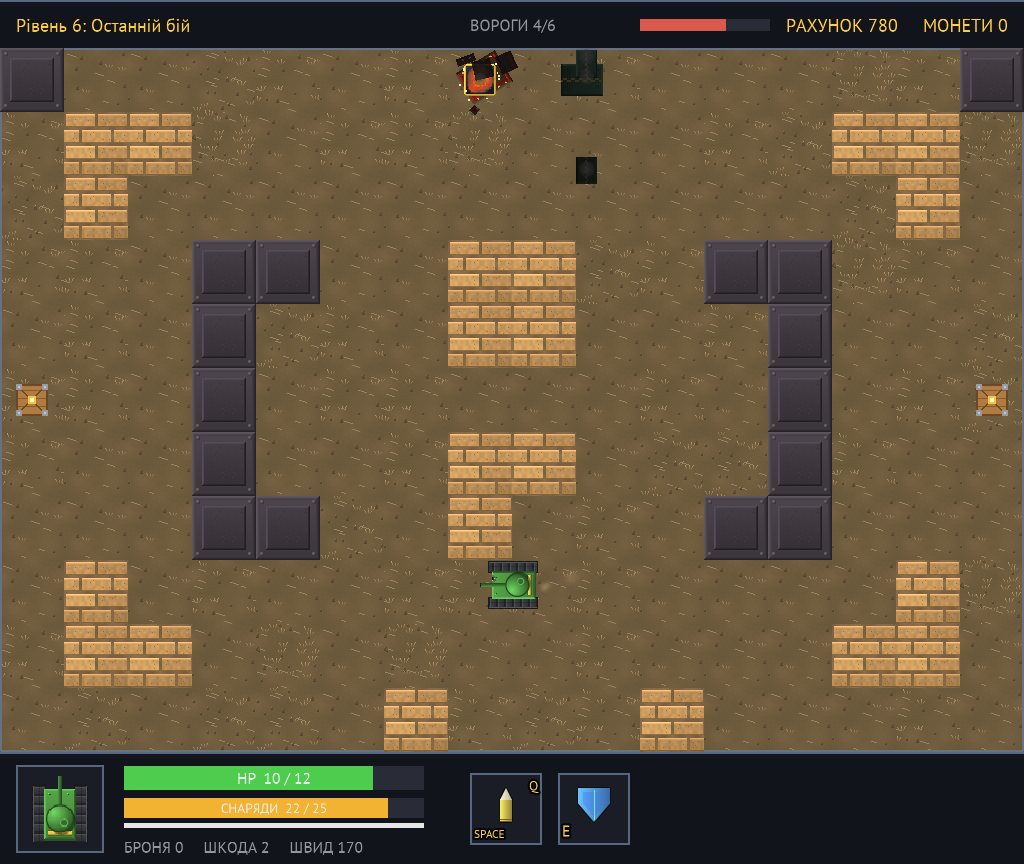 Рівень 6: Останній бій ВОРОГИ 4/6 РАХУНОК 780 МОНЕТИ 0
HP 10 / 12
СНАРЯДИ 22 / 25
БРОНЯ 0 ШКОДА 2 ШВИД 170
Q
SPACE
E